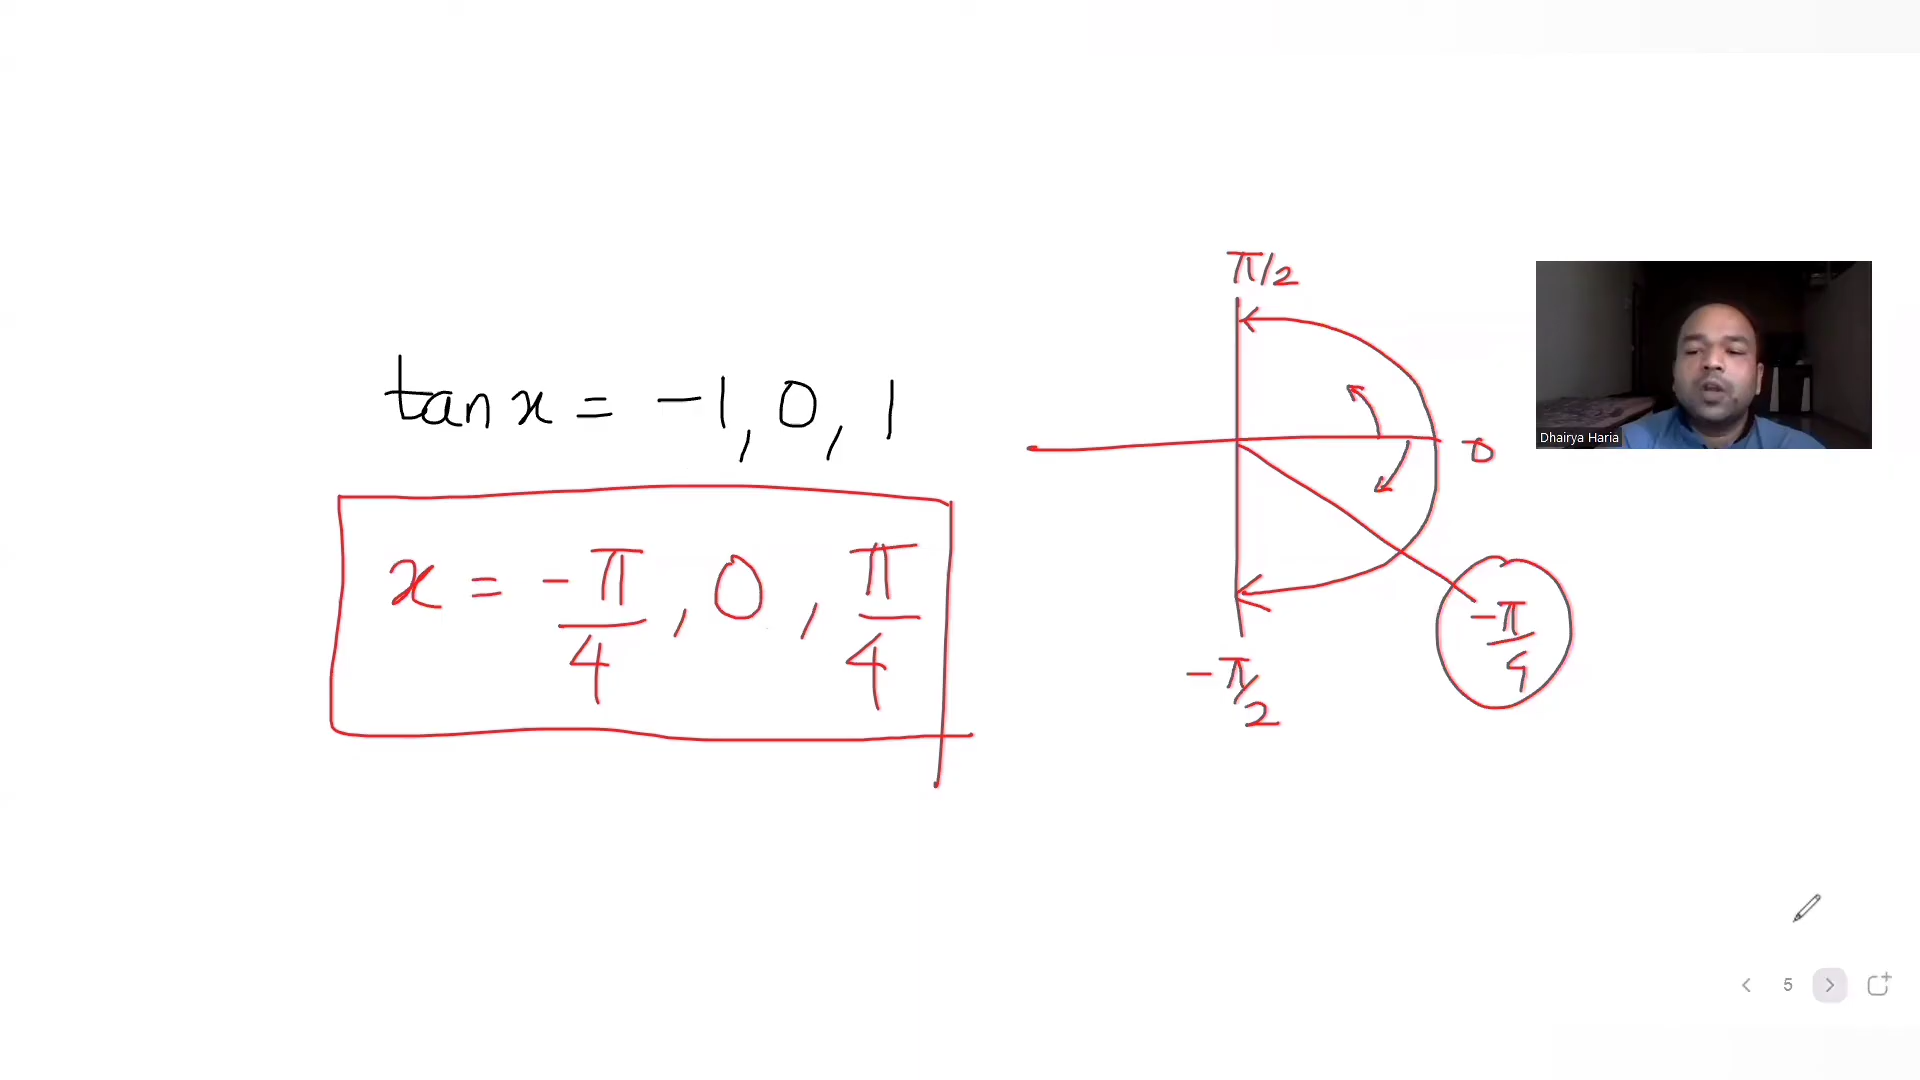 tan x = -1, 0, 1
x = -π/4, 0, π/4
π/2
0
-π/4
-π/2
Dhairya Haria
5